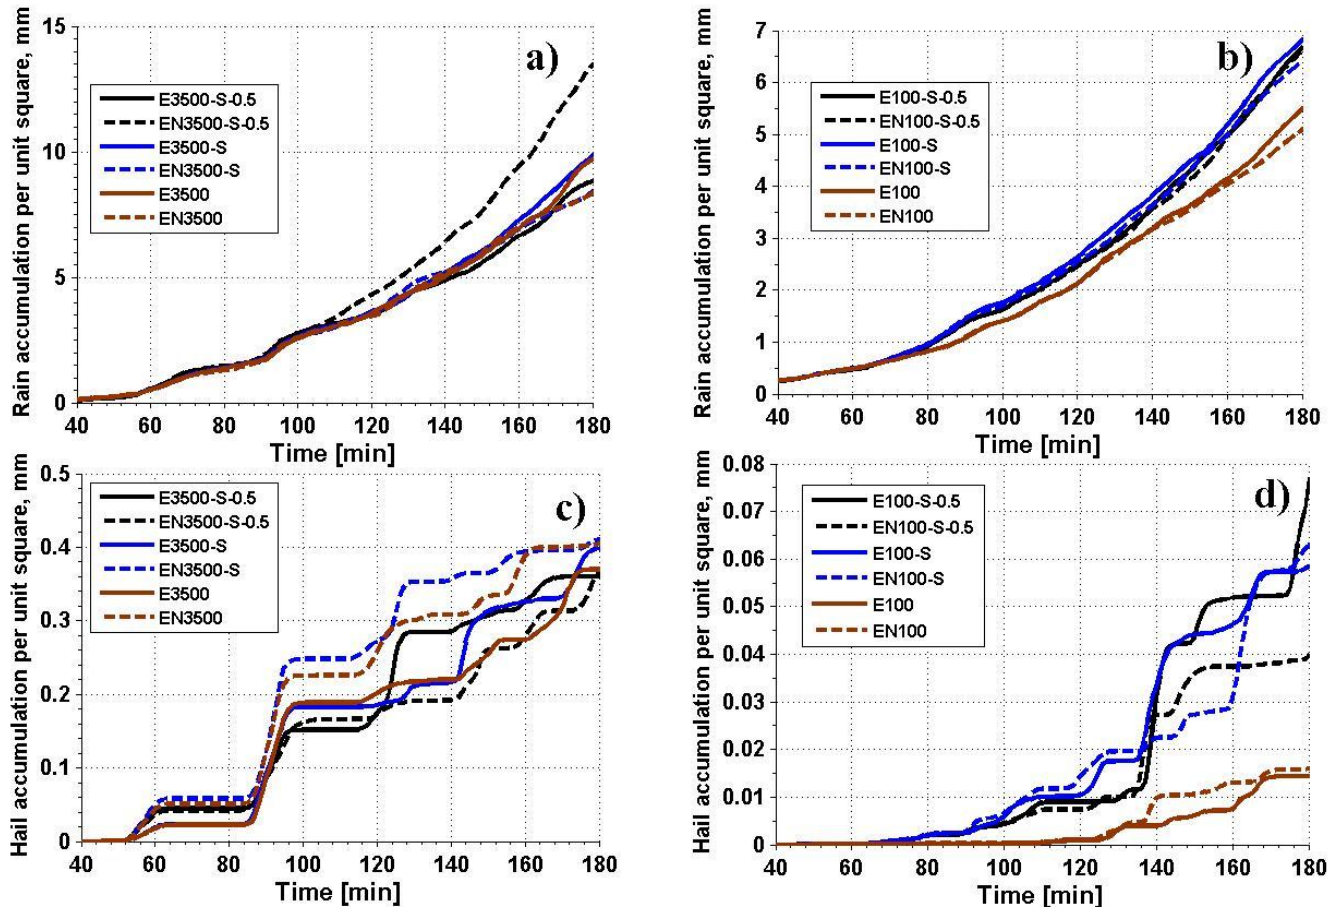 Rain accumulation per unit square, mm
15
10
5
0
a)
E3500-S-0.5
EN3500-S-0.5
E3500-S
EN3500-S
E3500
EN3500
40 60 80 100 120 140 160 180
Time [min]
Rain accumulation per unit square, mm
7
6
5
4
3
2
1
0
b)
E100-S-0.5
EN100-S-0.5
E100-S
EN100-S
E100
EN100
40 60 80 100 120 140 160 180
Time [min]
Hail accumulation per unit square, mm
0.5
0.4
0.3
0.2
0.1
0
c)
E3500-S-0.5
EN3500-S-0.5
E3500-S
EN3500-S
E3500
EN3500
40 60 80 100 120 140 160 180
Time [min]
Hail accumulation per unit square, mm
0.08
0.07
0.06
0.05
0.04
0.03
0.02
0.01
0
d)
E100-S-0.5
EN100-S-0.5
E100-S
EN100-S
E100
EN100
40 60 80 100 120 140 160 180
Time [min]